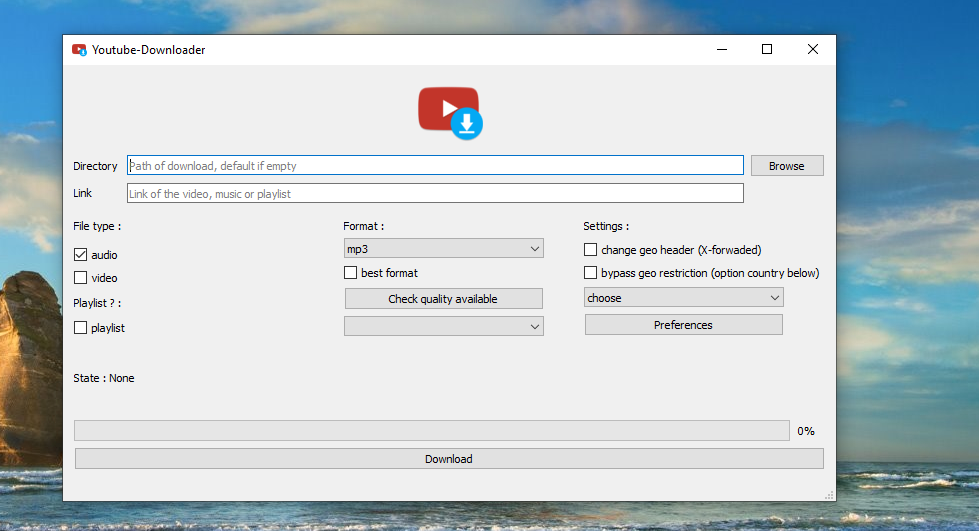 Youtube-Downloader
Directory Path of download, default if empty Browse
Link Link of the video, music or playlist
File type : Format : Settings :
audio mp3 change geo header (X-forwaded)
video best format bypass geo restriction (option country below)
Playlist ? : Check quality available choose
playlist Preferences
State : None
0%
Download